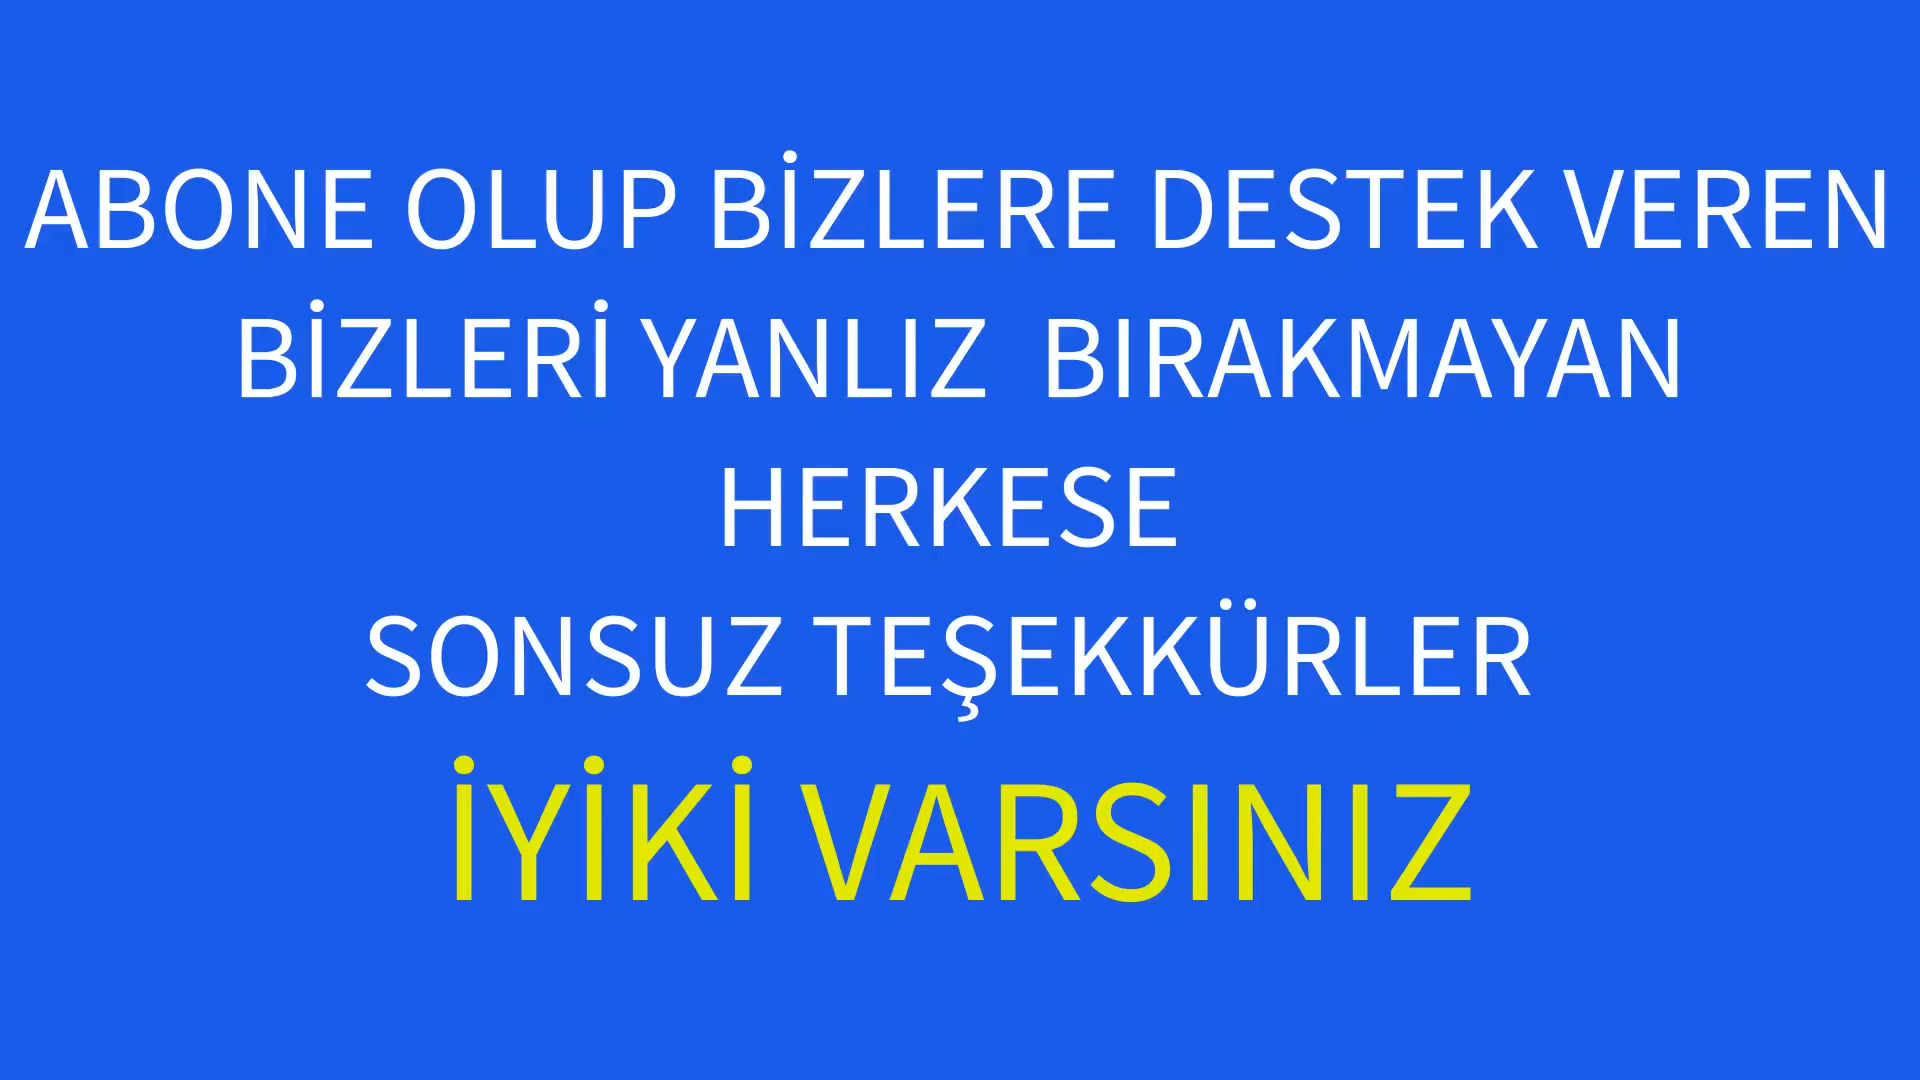 ABONE OLUP BİZLERE DESTEK VEREN
BİZLERİ YANLIZ  BIRAKMAYAN
HERKESE
SONSUZ TEŞEKKÜRLER
İYİKİ VARSINIZ